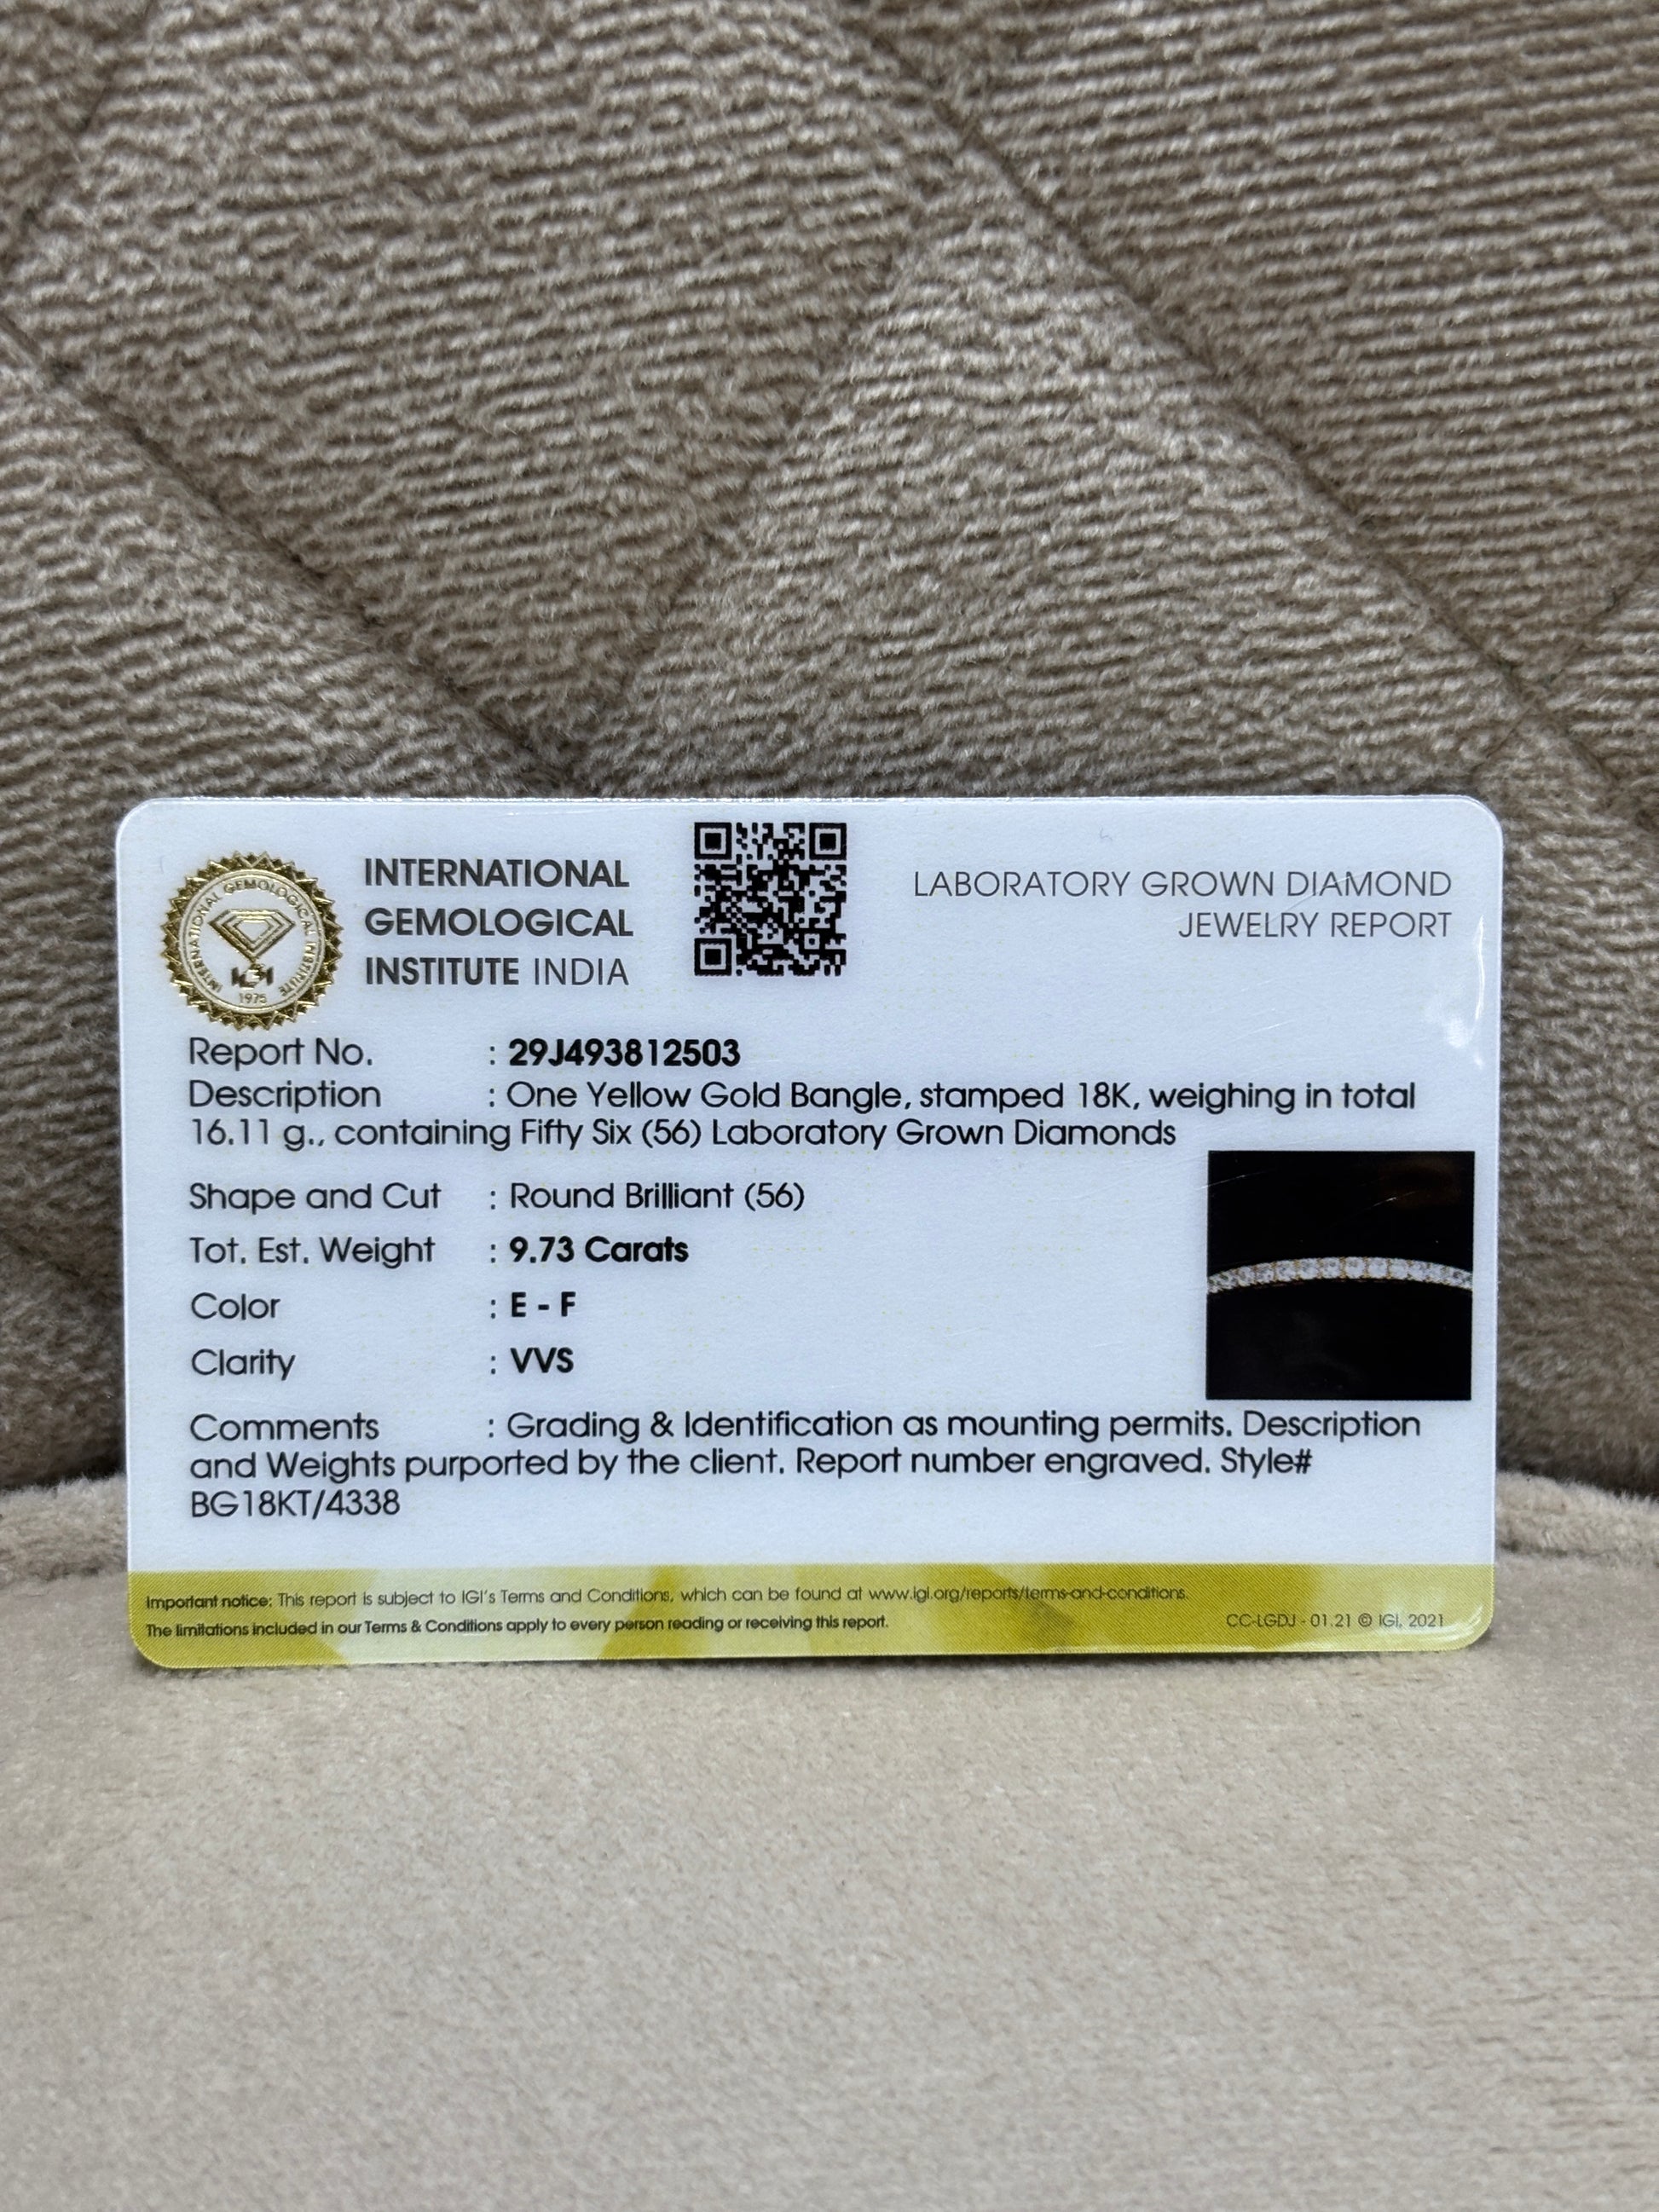 INTERNATIONAL GEMOLOGICAL INSTITUTE
1975
INTERNATIONAL
GEMOLOGICAL
INSTITUTE INDIA
LABORATORY GROWN DIAMOND
JEWELRY REPORT
Report No. : 29J493812503
Description : One Yellow Gold Bangle, stamped 18K, weighing in total
16.11 g., containing Fifty Six (56) Laboratory Grown Diamonds
Shape and Cut : Round Brilliant (56)
Tot. Est. Weight : 9.73 Carats
Color : E - F
Clarity : VVS
Comments : Grading & Identification as mounting permits. Description
and Weights purported by the client. Report number engraved. Style#
BG18KT/4338
Important notice: This report is subject to IGI's Terms and Conditions, which can be found at www.igi.org/reports/terms-and-conditions.
The limitations included in our Terms & Conditions apply to every person reading or receiving this report.
CC-LGDJ - 01.21 © IGI, 2021